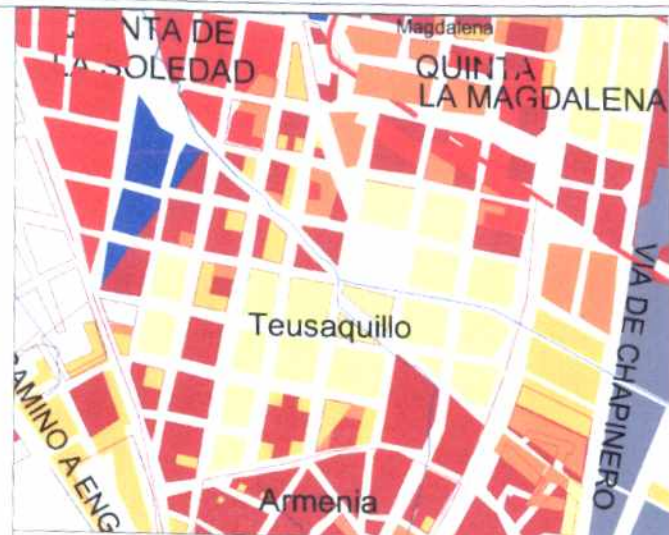 NTA DE
LA SOLEDAD
Magdalena
QUINTA
LA MAGDALENA
Teusaquillo
VIA DE CHAPINERO
AMINO A ENG
Armenia